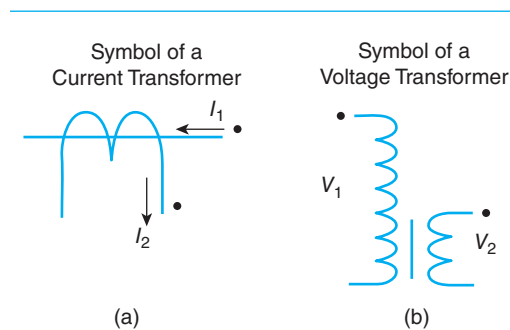 Symbol of a
Current Transformer
I1
I2
(a)
Symbol of a
Voltage Transformer
V1
V2
(b)